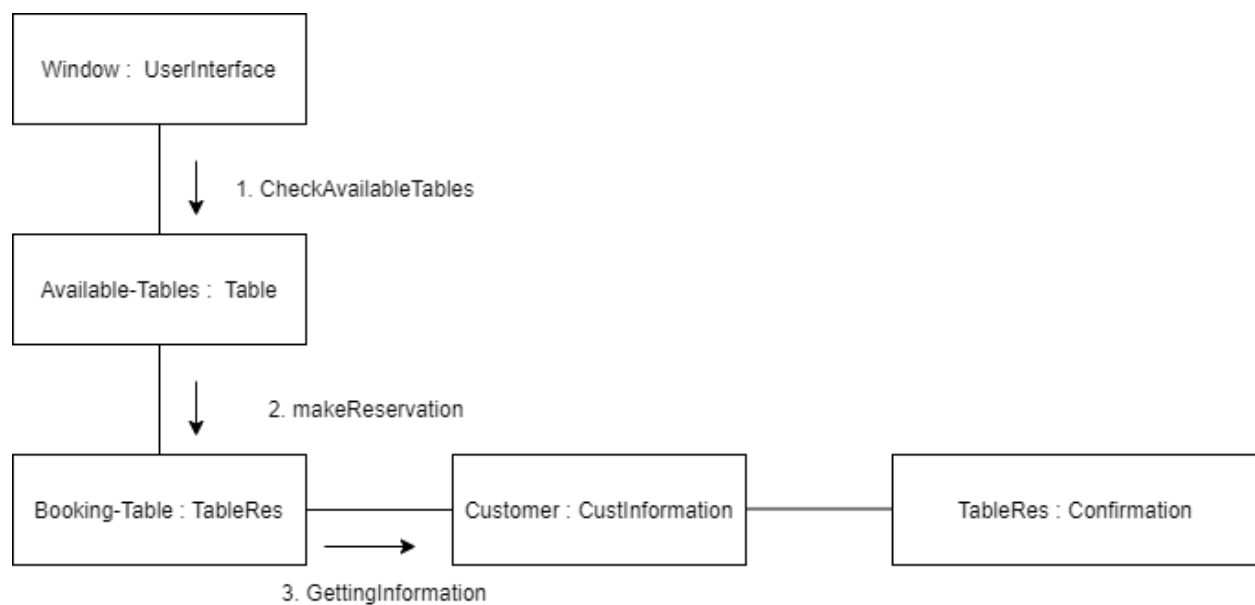 Window : UserInterface
1. CheckAvailableTables
Available-Tables : Table
2. makeReservation
Booking-Table : TableRes
Customer : CustInformation
TableRes : Confirmation
3. GettingInformation